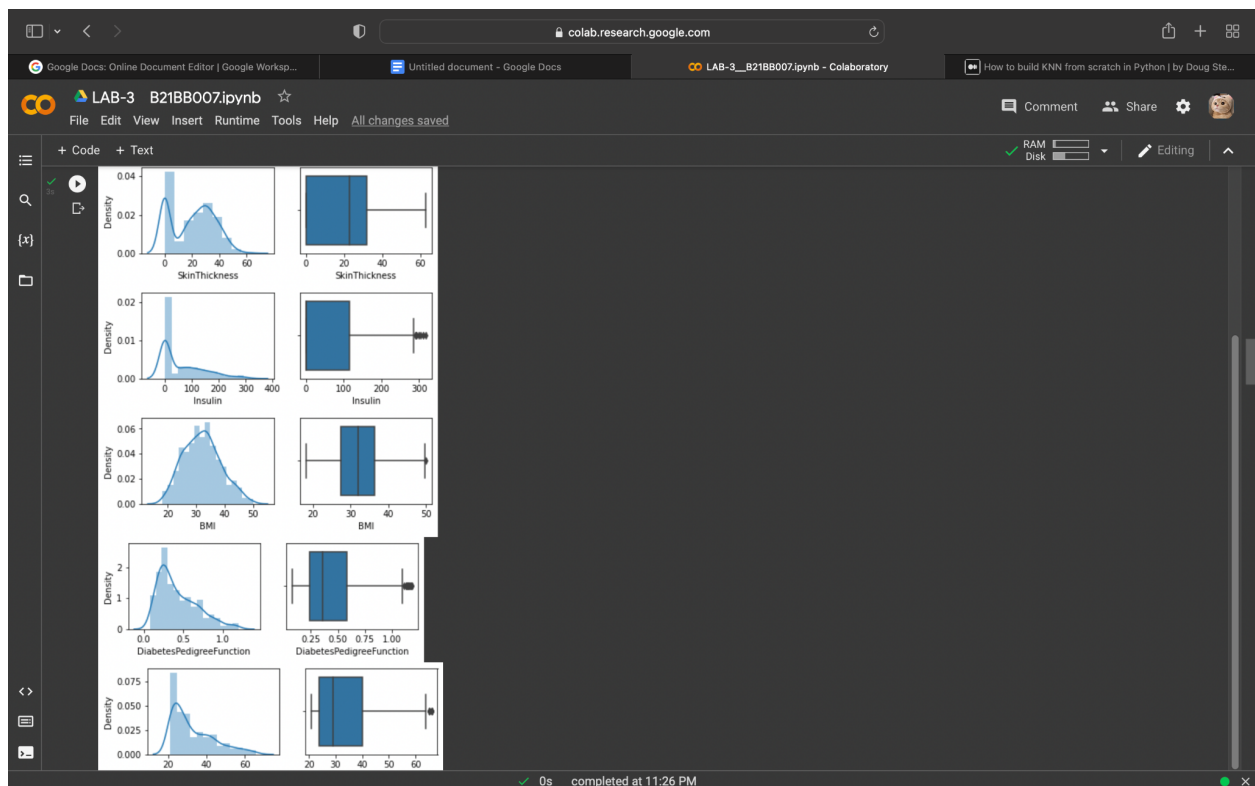 colab.research.google.com
Google Docs: Online Document Editor | Google Worksp...
Untitled document - Google Docs
LAB-3__B21BB007.ipynb - Colaboratory
How to build KNN from scratch in Python | by Doug Ste...
LAB-3 B21BB007.ipynb
File Edit View Insert Runtime Tools Help All changes saved
Comment Share
+ Code + Text
RAM
Disk
Editing
3s
{x}
Density
0.04
0.02
0.00
0 20 40 60
SkinThickness
0 20 40 60
SkinThickness
Density
0.02
0.01
0.00
0 100 200 300 400
Insulin
0 100 200 300
Insulin
Density
0.06
0.04
0.02
0.00
20 30 40 50
BMI
20 30 40 50
BMI
Density
2
1
0
0.0 0.5 1.0
DiabetesPedigreeFunction
0.25 0.50 0.75 1.00
DiabetesPedigreeFunction
Density
0.075
0.050
0.025
0.000
20 40 60
20 30 40 50 60
0s completed at 11:26 PM